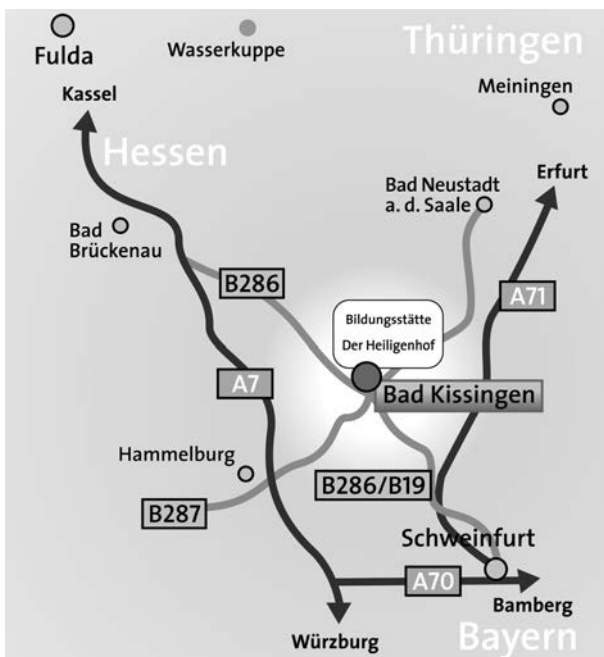 Thüringen
Fulda
Wasserkuppe
Kassel
Meiningen
Hessen
Erfurt
Bad Neustadt
a. d. Saale
Bad
Brückenau
B286
A71
Bildungsstätte
Der Heiligenhof
A7
Bad Kissingen
Hammelburg
B286/B19
B287
Schweinfurt
A70
Bamberg
Würzburg
Bayern